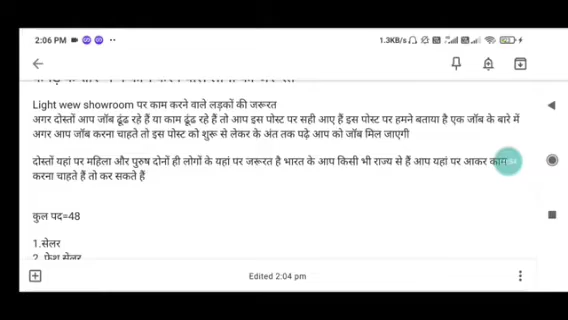 2:06 PM
1.3KB/s
Light wew showroom पर काम करने वाले लड़कों की जरूरत
अगर दोस्तों आप जॉब ढूंढ रहे हैं या काम ढूंढ रहे हैं तो आप इस पोस्ट पर सही आए हैं इस पोस्ट पर हमने बताया है एक जॉब के बारे में
अगर आप जॉब करना चाहते तो इस पोस्ट को शुरू से लेकर के अंत तक पढ़े आप को जॉब मिल जाएगी
दोस्तों यहां पर महिला और पुरुष दोनों ही लोगों के यहां पर जरूरत है भारत के आप किसी भी राज्य से हैं आप यहां पर आकर काम
करना चाहते हैं तो कर सकते हैं
कुल पद=48
1.सेलर
2. फ्रेश सेलर
Edited 2:04 pm